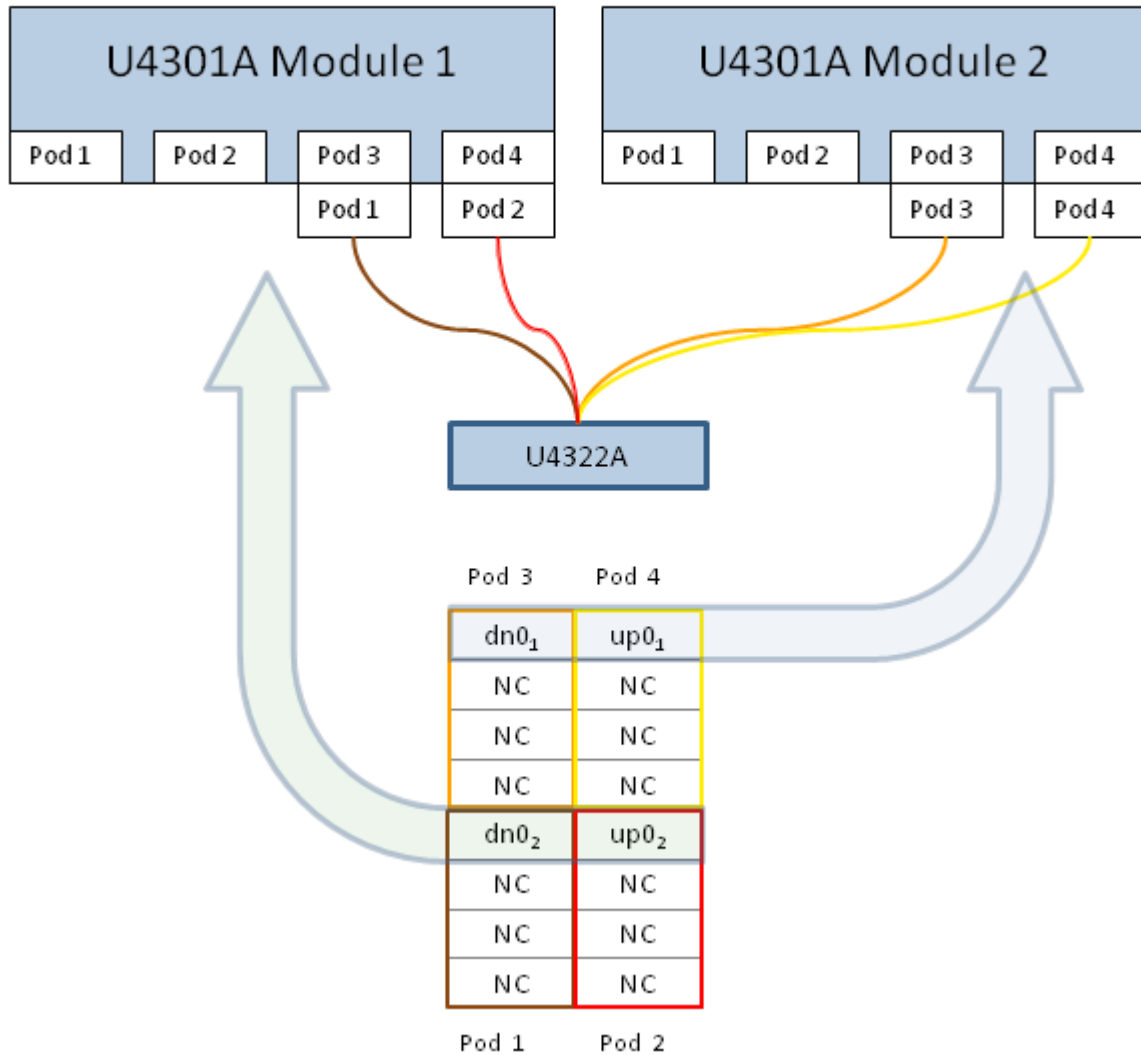 U4301A Module 1 U4301A Module 2
Pod 1 Pod 2 Pod 3 Pod 4 Pod 1 Pod 2 Pod 3 Pod 4
Pod 1 Pod 2 Pod 3 Pod 4
U4322A
Pod 3 Pod 4
dn0₁ up0₁
NC NC
NC NC
NC NC
dn0₂ up0₂
NC NC
NC NC
NC NC
Pod 1 Pod 2